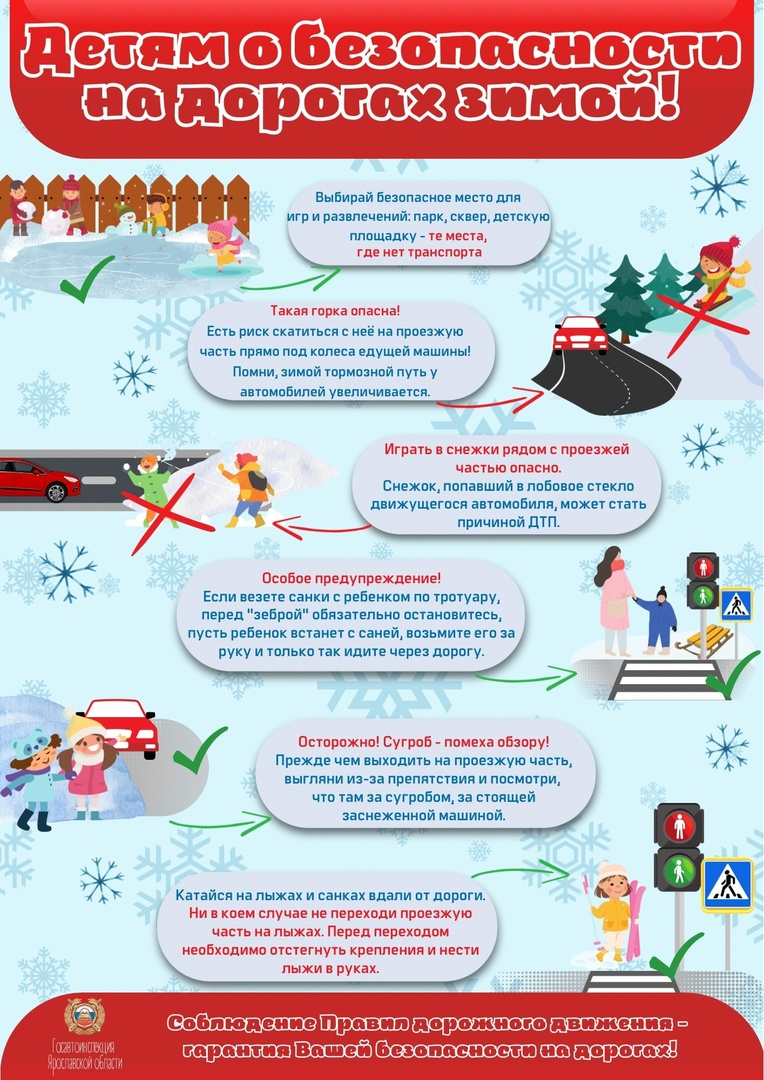 Детям о безопасности
на дорогах зимой!
Выбирай безопасное место для
игр и развлечений: парк, сквер, детскую
площадку - те места,
где нет транспорта
Такая горка опасна!
Есть риск скатиться с неё на проезжую
часть прямо под колеса едущей машины!
Помни, зимой тормозной путь у
автомобилей увеличивается.
Играть в снежки рядом с проезжей
частью опасно.
Снежок, попавший в лобовое стекло
движущегося автомобиля, может стать
причиной ДТП.
Особое предупреждение!
Если везете санки с ребенком по тротуару,
перед "зеброй" обязательно остановитесь,
пусть ребенок встанет с саней, возьмите его за
руку и только так идите через дорогу.
Осторожно! Сугроб - помеха обзору!
Прежде чем выходить на проезжую часть,
выгляни из-за препятствия и посмотри,
что там за сугробом, за стоящей
заснеженной машиной.
Катайся на лыжах и санках вдали от дороги.
Ни в коем случае не переходи проезжую
часть на лыжах. Перед переходом
необходимо отстегнуть крепления и нести
лыжи в руках.
Соблюдение Правил дорожного движения -
гарантия Вашей безопасности на дорогах!
Госавтоинспекция
Ярославской области